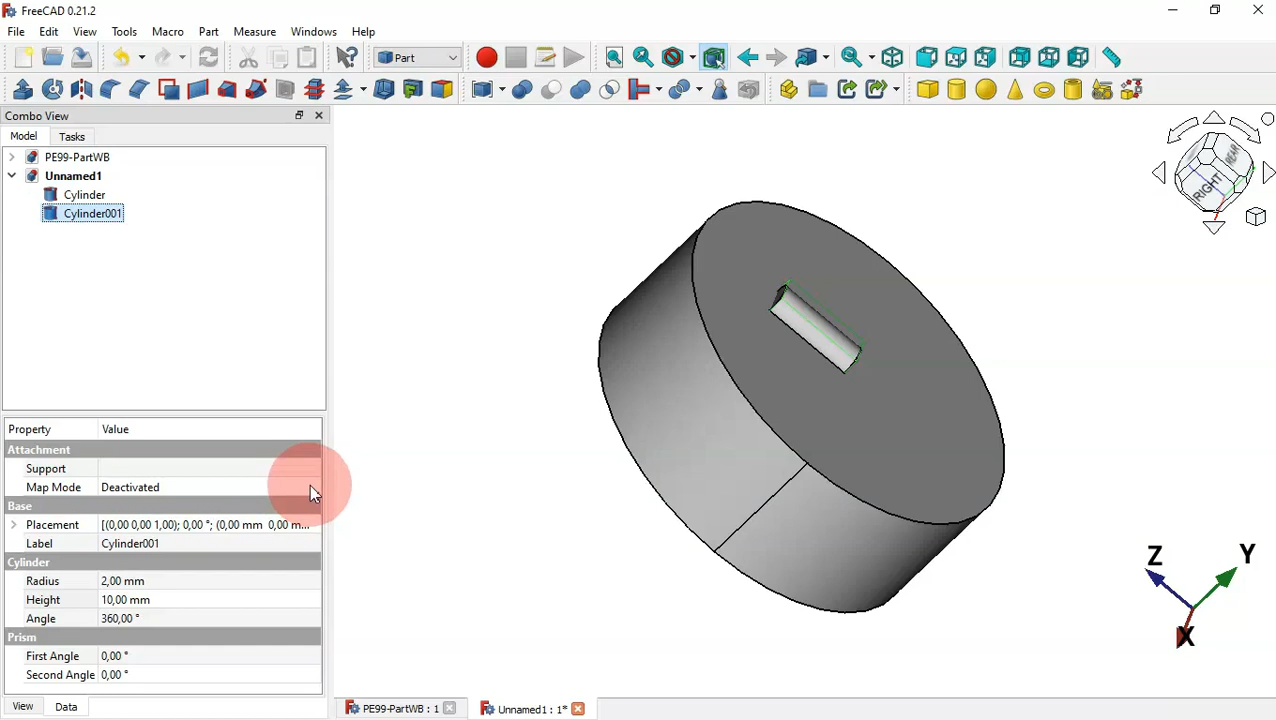 FreeCAD 0.21.2
File Edit View Tools Macro Part Measure Windows Help
Part
Combo View
Model Tasks
PE99-PartWB
Unnamed1
Cylinder
Cylinder001
Property Value
Attachment
Support
Map Mode Deactivated
Base
Placement [(0,00 0,00 1,00); 0,00 °; (0,00 mm 0,00 m...
Label Cylinder001
Cylinder
Radius 2,00 mm
Height 10,00 mm
Angle 360,00 °
Prism
First Angle 0,00 °
Second Angle 0,00 °
View Data
PE99-PartWB : 1
Unnamed1 : 1*
REAR
RIGHT
Z
Y
X